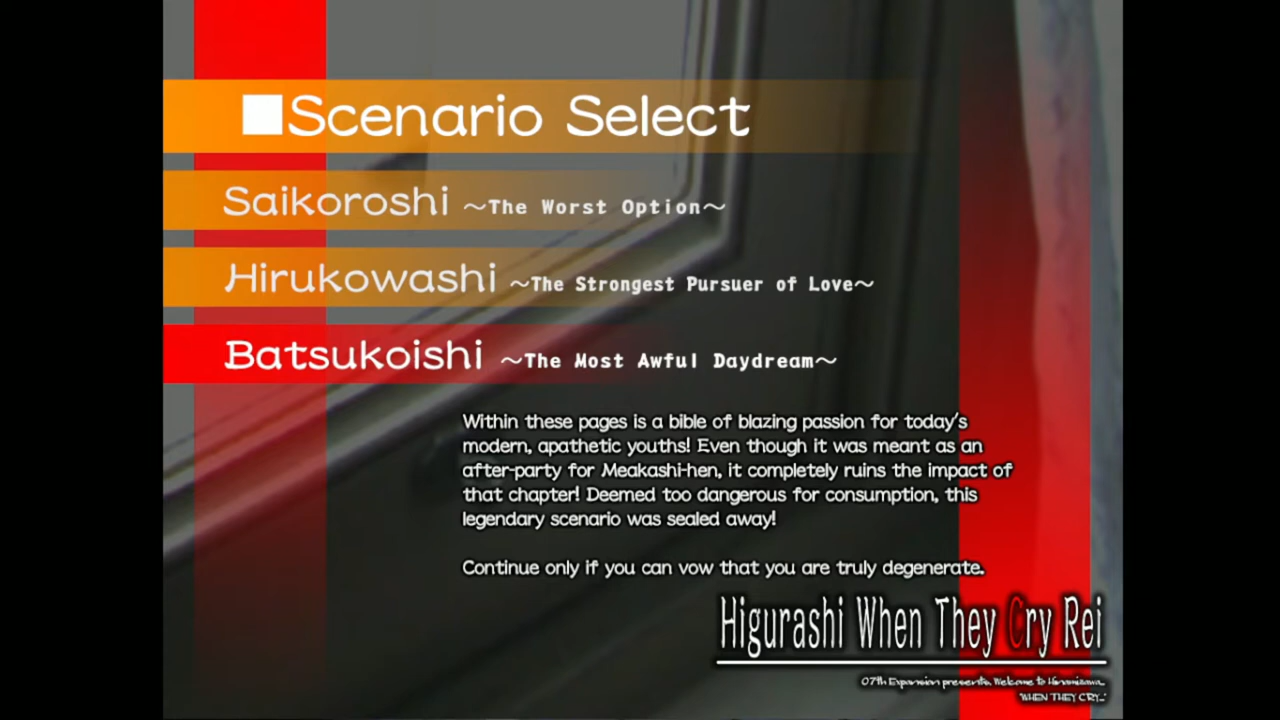 ■Scenario Select
Saikoroshi ~The Worst Option~
Hirukowashi ~The Strongest Pursuer of Love~
Batsukoishi ~The Most Awful Daydream~
Within these pages is a bible of blazing passion for today's
modern, apathetic youths! Even though it was meant as an
after-party for Meakashi-hen, it completely ruins the impact of
that chapter! Deemed too dangerous for consumption, this
legendary scenario was sealed away!
Continue only if you can vow that you are truly degenerate.
Higurashi When They Cry Rei
07th Expansion presents. Welcome to Hinamizawa...
"WHEN THEY CRY..."